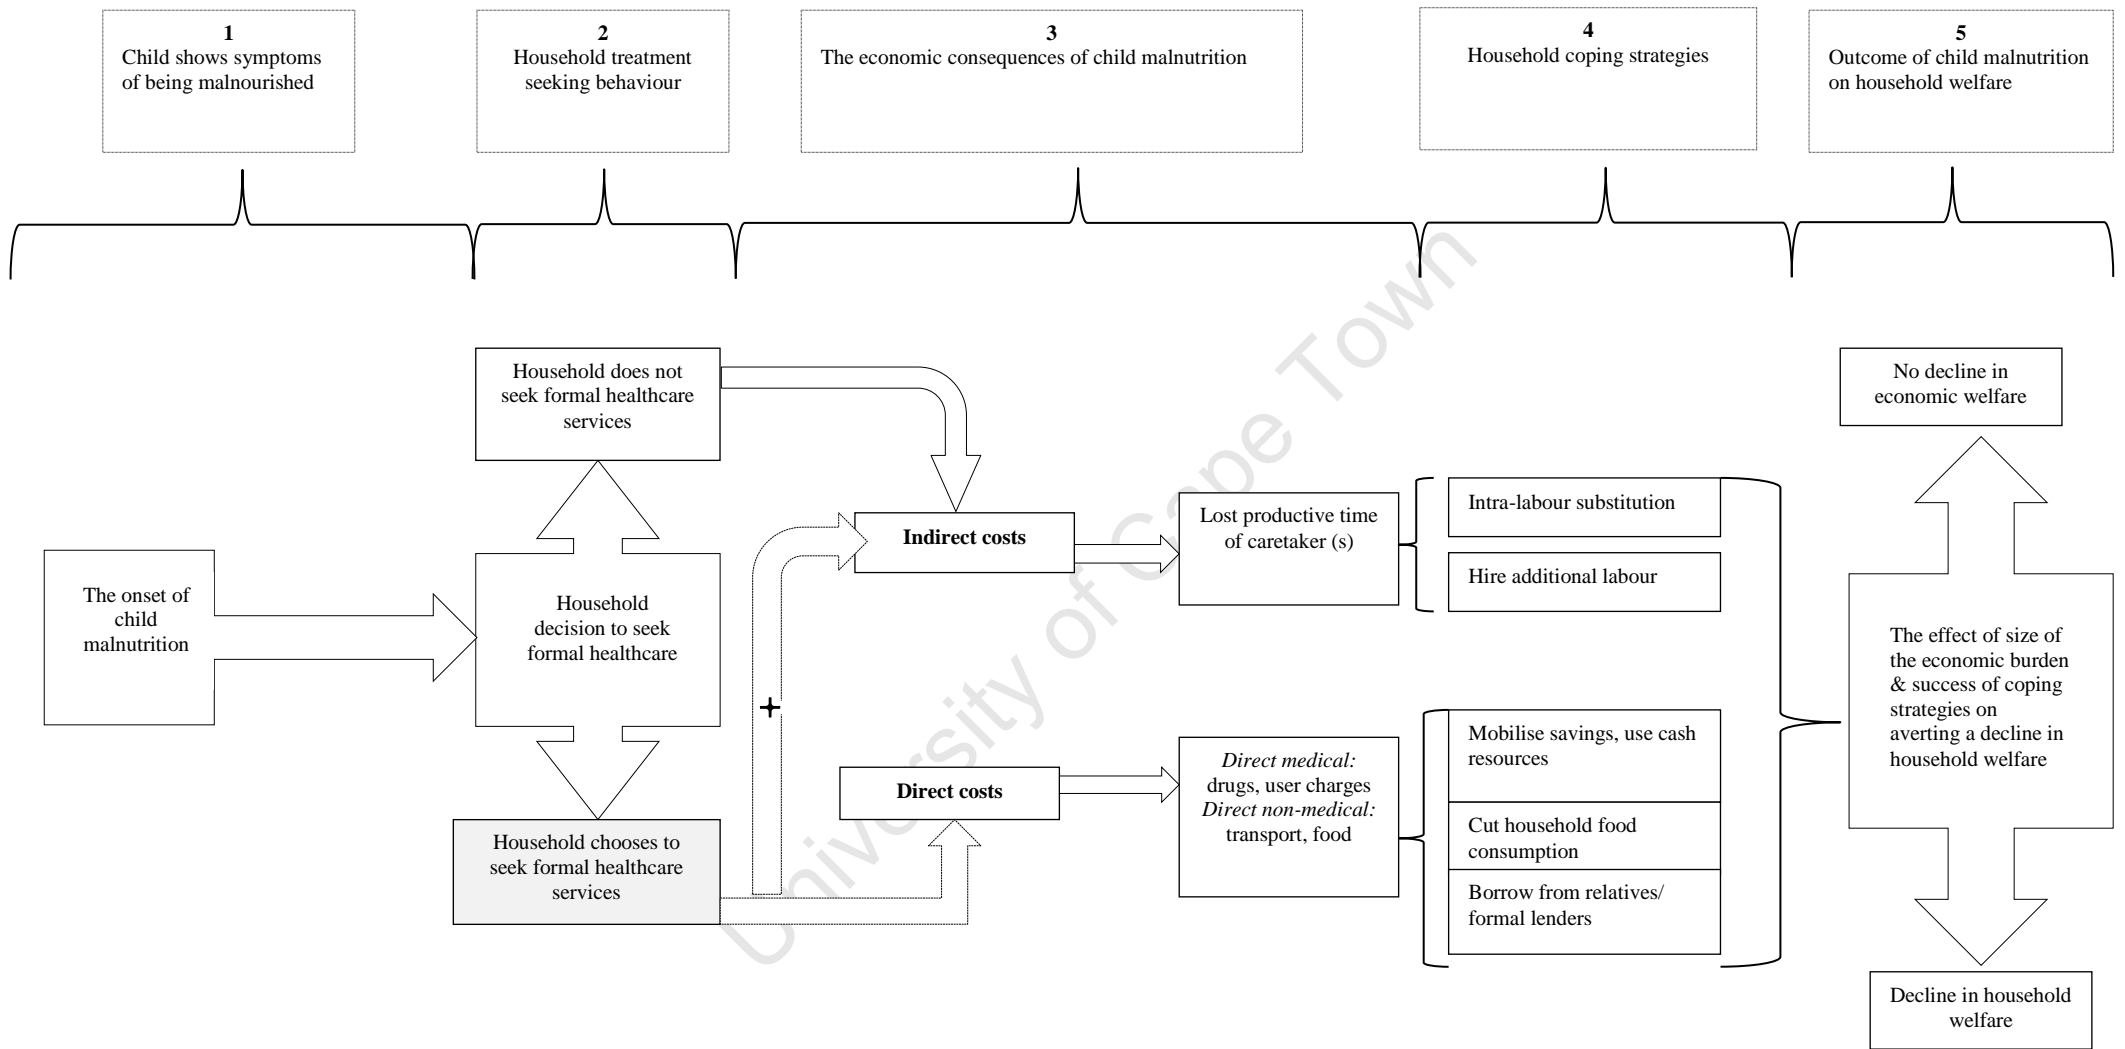 1
Child shows symptoms
of being malnourished
2
Household treatment
seeking behaviour
3
The economic consequences of child malnutrition
4
Household coping strategies
5
Outcome of child malnutrition
on household welfare
Household does not
seek formal healthcare
services
No decline in
economic welfare
The onset of
child
malnutrition
Household
decision to seek
formal healthcare
Indirect costs
Lost productive time
of caretaker (s)
Intra-labour substitution
Hire additional labour
The effect of size of
the economic burden
& success of coping
strategies on
averting a decline in
household welfare
Direct costs
Direct medical:
drugs, user charges
Direct non-medical:
transport, food
Mobilise savings, use cash
resources
Cut household food
consumption
Borrow from relatives/
formal lenders
Household chooses to
seek formal healthcare
services
Decline in household
welfare
University of Cape Town